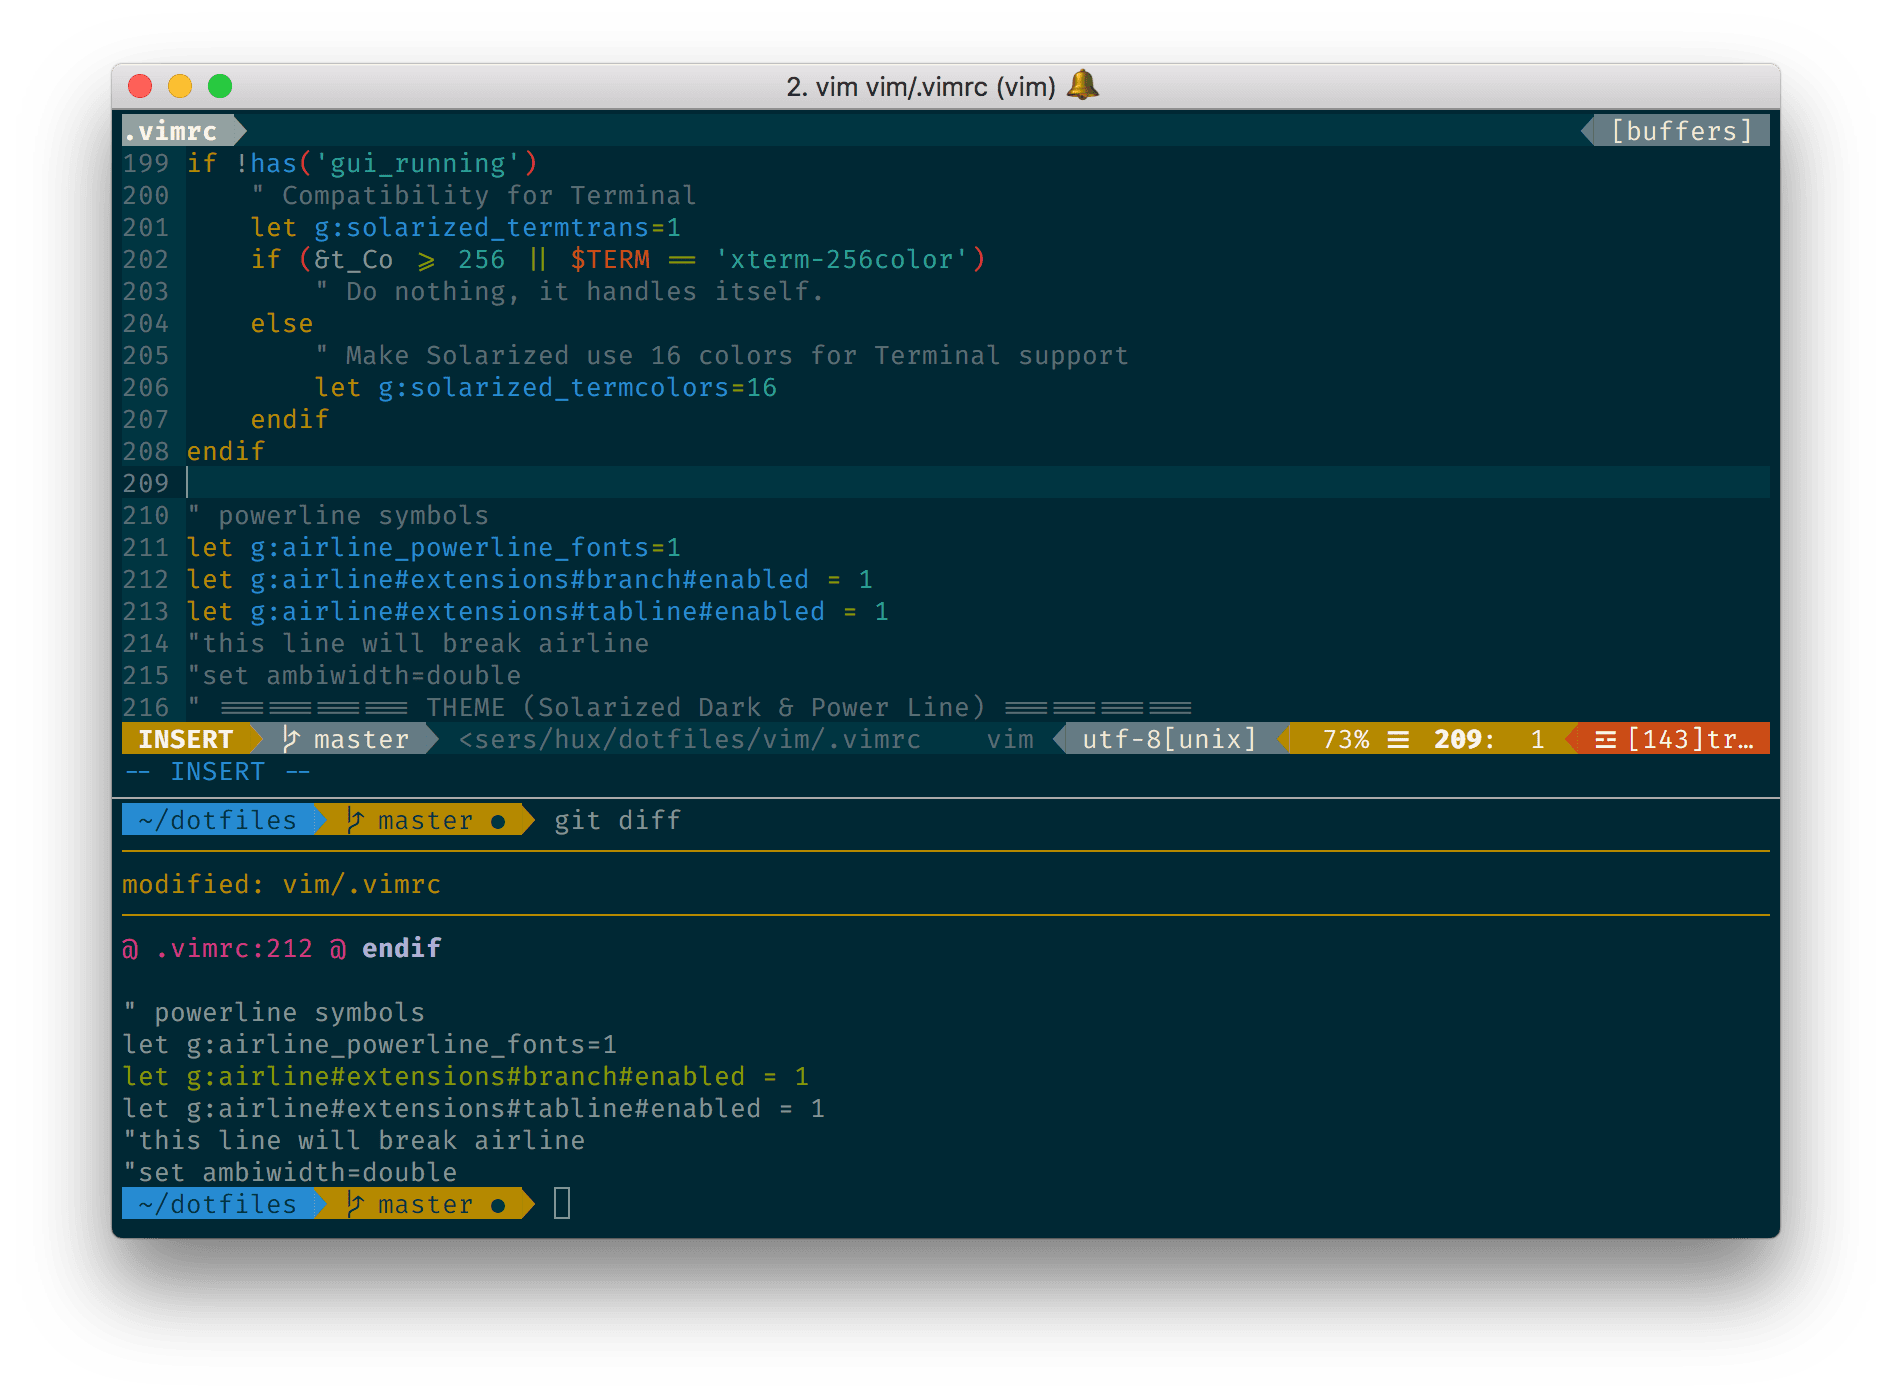 2. vim vim/.vimrc (vim) 🔔
.vimrc [buffers]
199 if !has('gui_running')
200     " Compatibility for Terminal
201     let g:solarized_termtrans=1
202     if (&t_Co >= 256 || $TERM == 'xterm-256color')
203         " Do nothing, it handles itself.
204     else
205         " Make Solarized use 16 colors for Terminal support
206         let g:solarized_termcolors=16
207     endif
208 endif
209
210 " powerline symbols
211 let g:airline_powerline_fonts=1
212 let g:airline#extensions#branch#enabled = 1
213 let g:airline#extensions#tabline#enabled = 1
214 "this line will break airline
215 "set ambiwidth=double
216 " ============ THEME (Solarized Dark & Power Line) ============
INSERT master <sers/hux/dotfiles/vim/.vimrc vim utf-8[unix] 73% ☰ 209: 1 ☲ [143]tr…
-- INSERT --
~/dotfiles master ● git diff
modified: vim/.vimrc
@ .vimrc:212 @ endif
" powerline symbols
let g:airline_powerline_fonts=1
let g:airline#extensions#branch#enabled = 1
let g:airline#extensions#tabline#enabled = 1
"this line will break airline
"set ambiwidth=double
~/dotfiles master ●